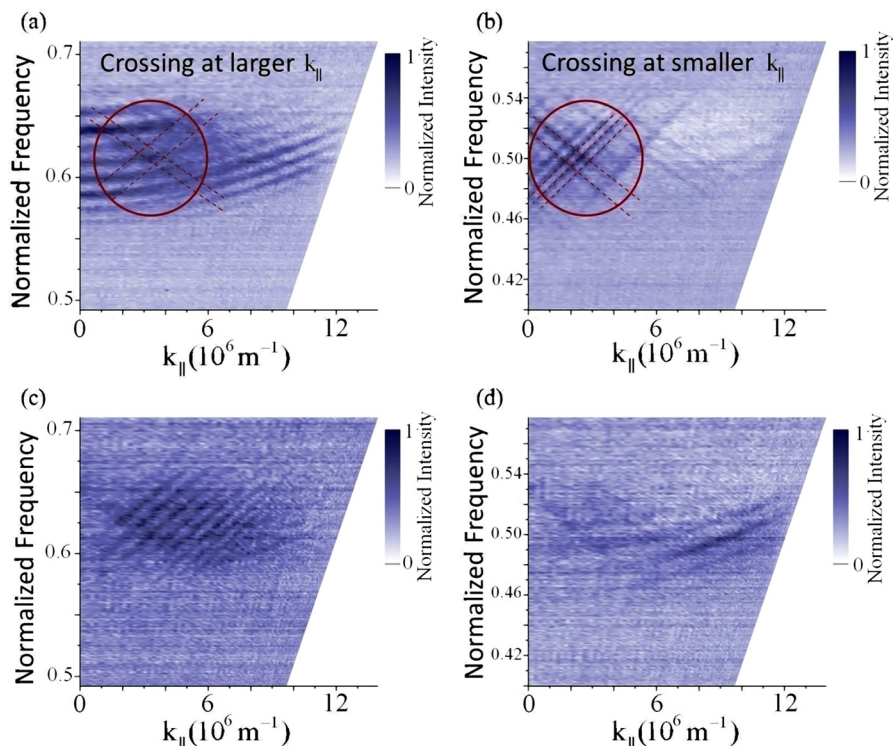 (a)
Crossing at larger k∥
Normalized Frequency
0.7
0.6
0.5
0
6
12
k∥(10⁶ m⁻¹)
1
0
Normalized Intensity
(b)
Crossing at smaller k∥
Normalized Frequency
0.54
0.50
0.46
0.42
0
6
12
k∥(10⁶ m⁻¹)
1
0
Normalized Intensity
(c)
Normalized Frequency
0.7
0.6
0.5
0
6
12
k∥(10⁶ m⁻¹)
1
0
Normalized Intensity
(d)
Normalized Frequency
0.54
0.50
0.46
0.42
0
6
12
k∥(10⁶ m⁻¹)
1
0
Normalized Intensity